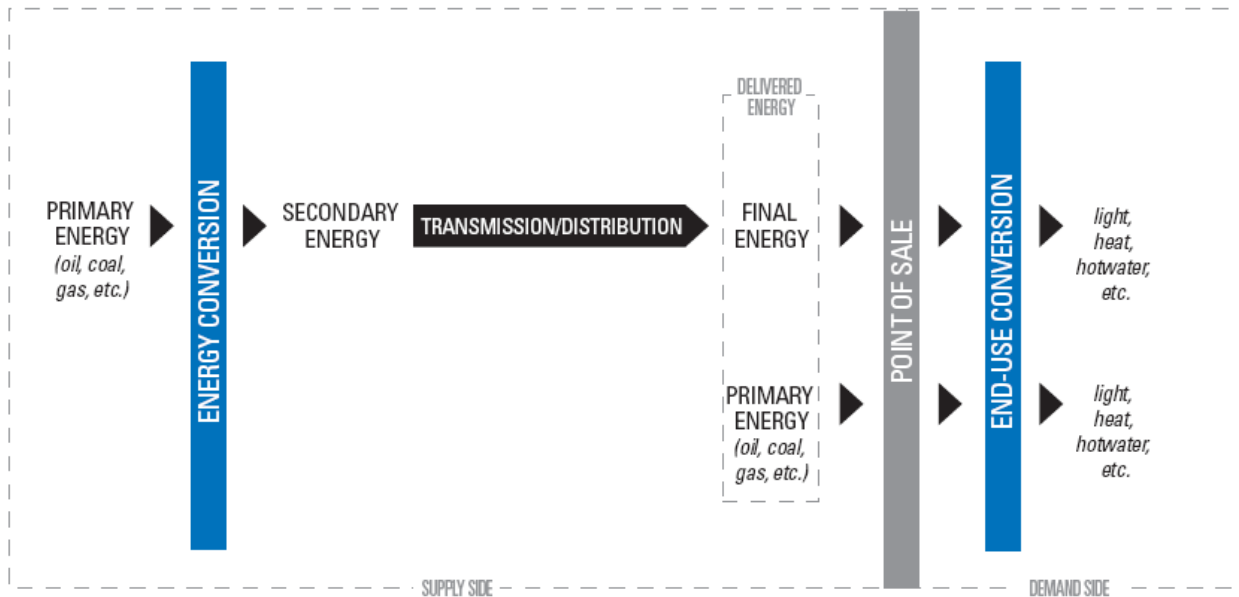 PRIMARY
ENERGY
(oil, coal,
gas, etc.)
ENERGY CONVERSION
SECONDARY
ENERGY
TRANSMISSION/DISTRIBUTION
DELIVERED
ENERGY
FINAL
ENERGY
PRIMARY
ENERGY
(oil, coal,
gas, etc.)
POINT OF SALE
END-USE CONVERSION
light,
heat,
hotwater,
etc.
light,
heat,
hotwater,
etc.
SUPPLY SIDE
DEMAND SIDE